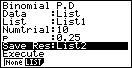 Binomial P.D
Data :List
List :List1
Numtrial:10
p :0.25
Save Res:List2
Execute
None LIST